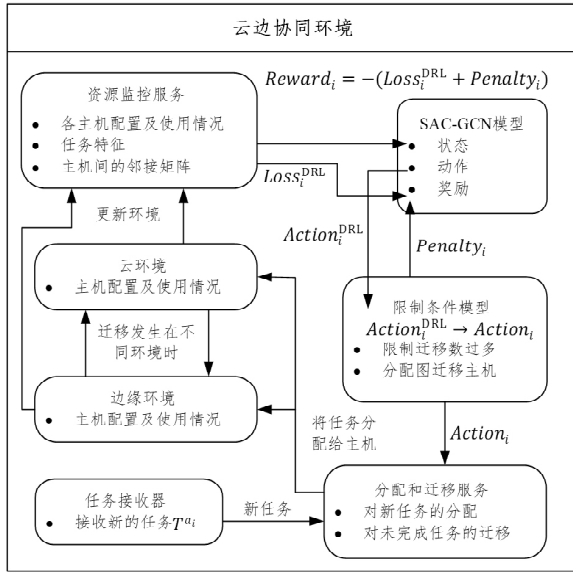 云边协同环境
资源监控服务
• 各主机配置及使用情况
• 任务特征
• 主机间的邻接矩阵
Reward_i = −(Loss_i^DRL + Penalty_i)
SAC-GCN模型
• 状态
• 动作
• 奖励
Loss_i^DRL
更新环境
Action_i^DRL
Penalty_i
云环境
• 主机配置及使用情况
限制条件模型
Action_i^DRL → Action_i
• 限制迁移数过多
• 分配图迁移主机
迁移发生在不
同环境时
边缘环境
• 主机配置及使用情况
将任务分
配给主机
Action_i
任务接收器
• 接收新的任务T^{a_i}
新任务
分配和迁移服务
• 对新任务的分配
• 对未完成任务的迁移